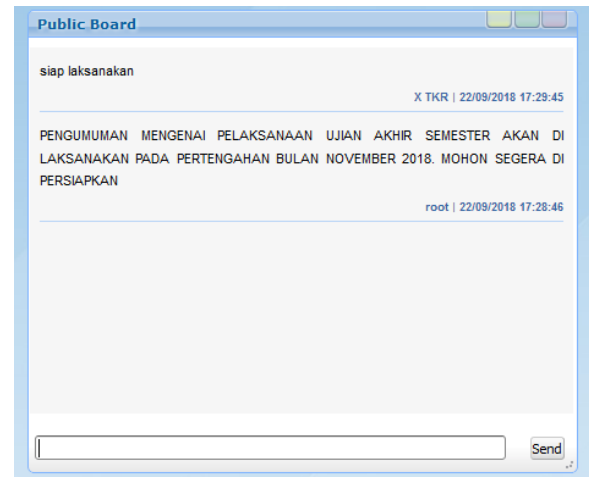 Public Board
siap laksanakan
X TKR | 22/09/2018 17:29:45
PENGUMUMAN MENGENAI PELAKSANAAN UJIAN AKHIR SEMESTER AKAN DI
LAKSANAKAN PADA PERTENGAHAN BULAN NOVEMBER 2018. MOHON SEGERA DI
PERSIAPKAN
root | 22/09/2018 17:28:46
Send